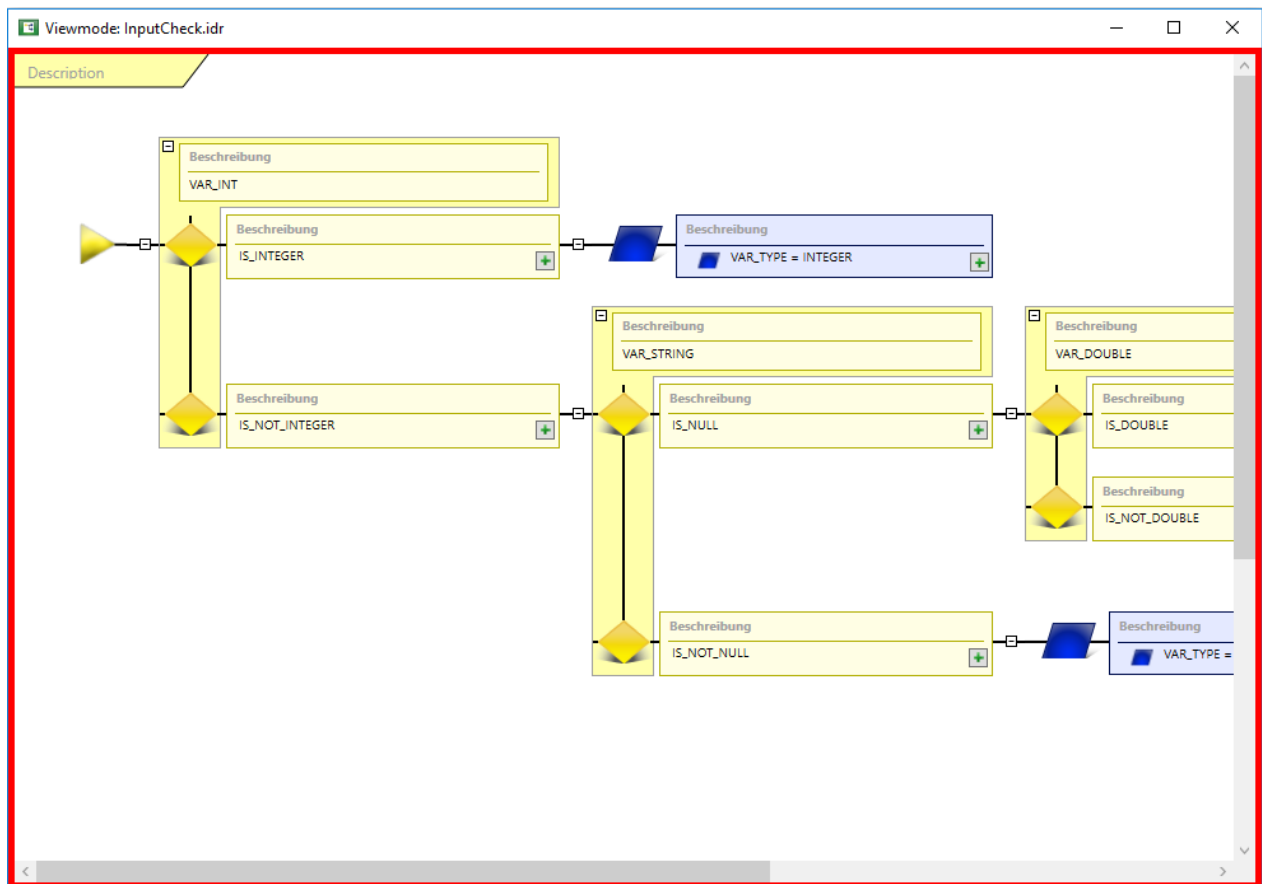 Viewmode: InputCheck.idr
Description
Beschreibung
VAR_INT
Beschreibung
IS_INTEGER
Beschreibung
VAR_TYPE = INTEGER
Beschreibung
VAR_STRING
Beschreibung
VAR_DOUBLE
Beschreibung
IS_NOT_INTEGER
Beschreibung
IS_NULL
Beschreibung
IS_DOUBLE
Beschreibung
IS_NOT_DOUBLE
Beschreibung
IS_NOT_NULL
Beschreibung
VAR_TYPE =